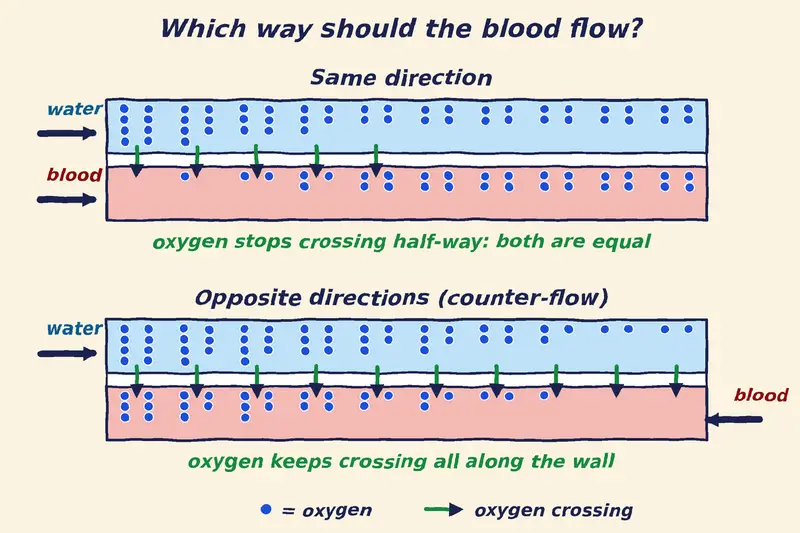 Which way should the blood flow?
Same direction
water
blood
oxygen stops crossing half-way: both are equal
Opposite directions (counter-flow)
water
blood
oxygen keeps crossing all along the wall
= oxygen
oxygen crossing